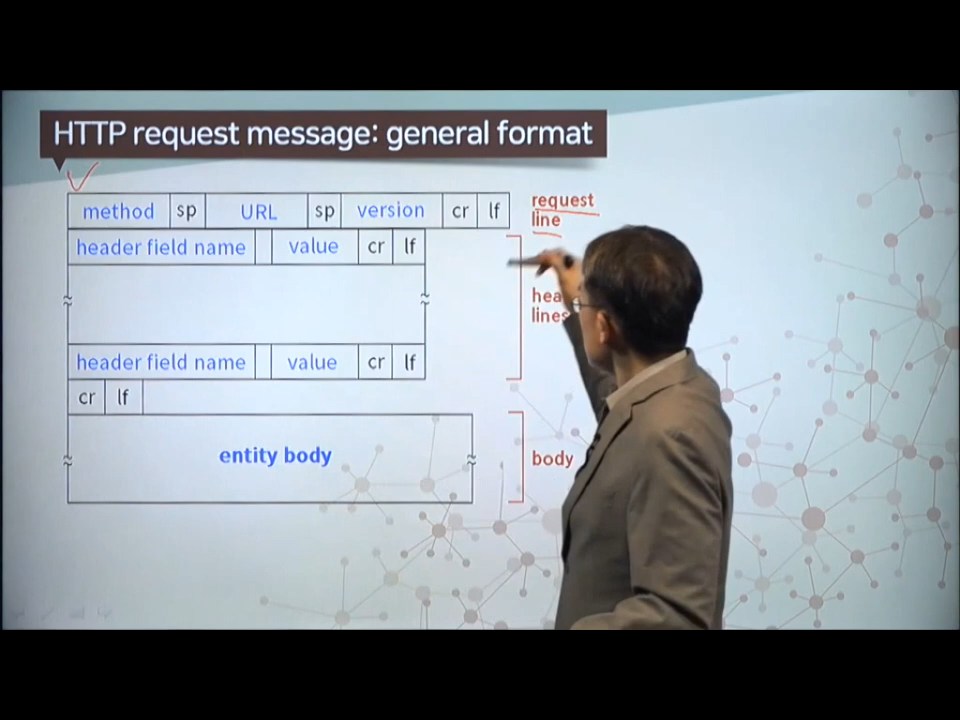 HTTP request message: general format
method sp URL sp version cr lf
request
line
header field name value cr lf
lines
header field name value cr lf
cr lf
entity body
body